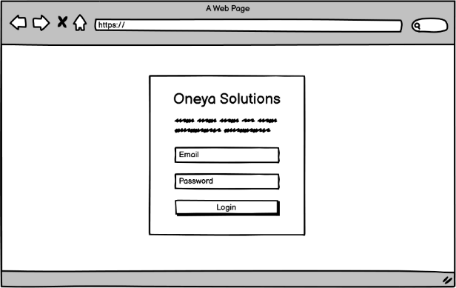 A Web Page
https://
Oneya Solutions
Email
Password
Login